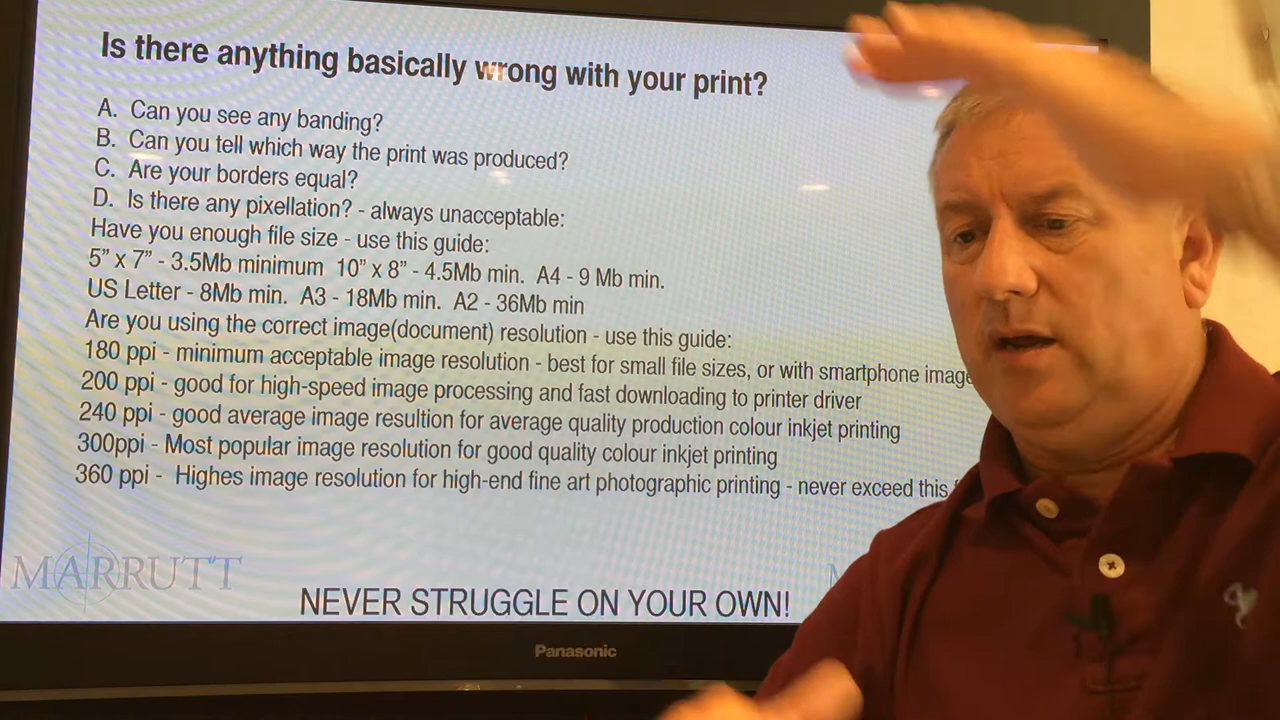 Is there anything basically wrong with your print?
A. Can you see any banding?
B. Can you tell which way the print was produced?
C. Are your borders equal?
D. Is there any pixellation? - always unacceptable:
Have you enough file size - use this guide:
5” x 7” - 3.5Mb minimum 10” x 8” - 4.5Mb min. A4 - 9 Mb min.
US Letter - 8Mb min. A3 - 18Mb min. A2 - 36Mb min
Are you using the correct image(document) resolution - use this guide:
180 ppi - minimum acceptable image resolution - best for small file sizes, or with smartphone image
200 ppi - good for high-speed image processing and fast downloading to printer driver
240 ppi - good average image resultion for average quality production colour inkjet printing
300ppi - Most popular image resolution for good quality colour inkjet printing
360 ppi - Highes image resolution for high-end fine art photographic printing - never exceed this
MARRUTT
NEVER STRUGGLE ON YOUR OWN!
Panasonic